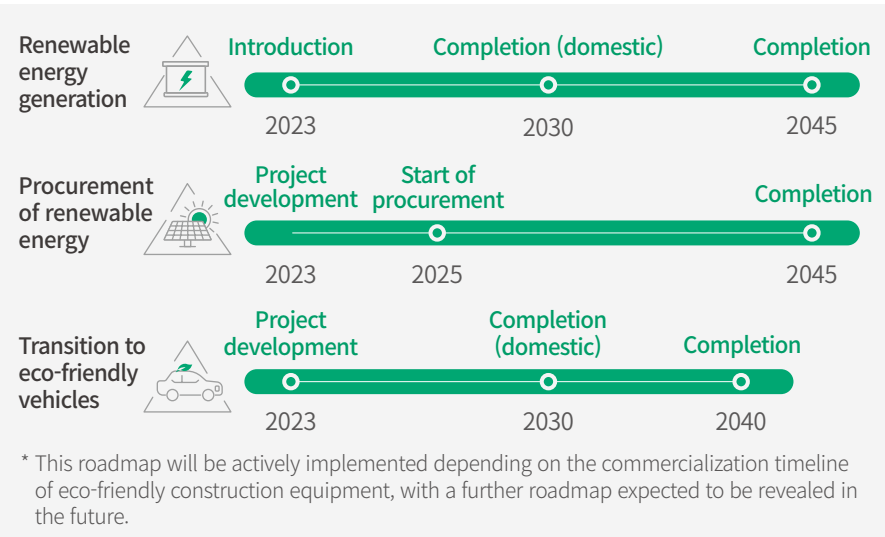 Renewable
energy
generation
Introduction
Completion (domestic)
Completion
2023
2030
2045
Procurement
of renewable
energy
Project
development
Start of
procurement
Completion
2023
2025
2045
Transition to
eco-friendly
vehicles
Project
development
Completion
(domestic)
Completion
2023
2030
2040
* This roadmap will be actively implemented depending on the commercialization timeline
of eco-friendly construction equipment, with a further roadmap expected to be revealed in
the future.